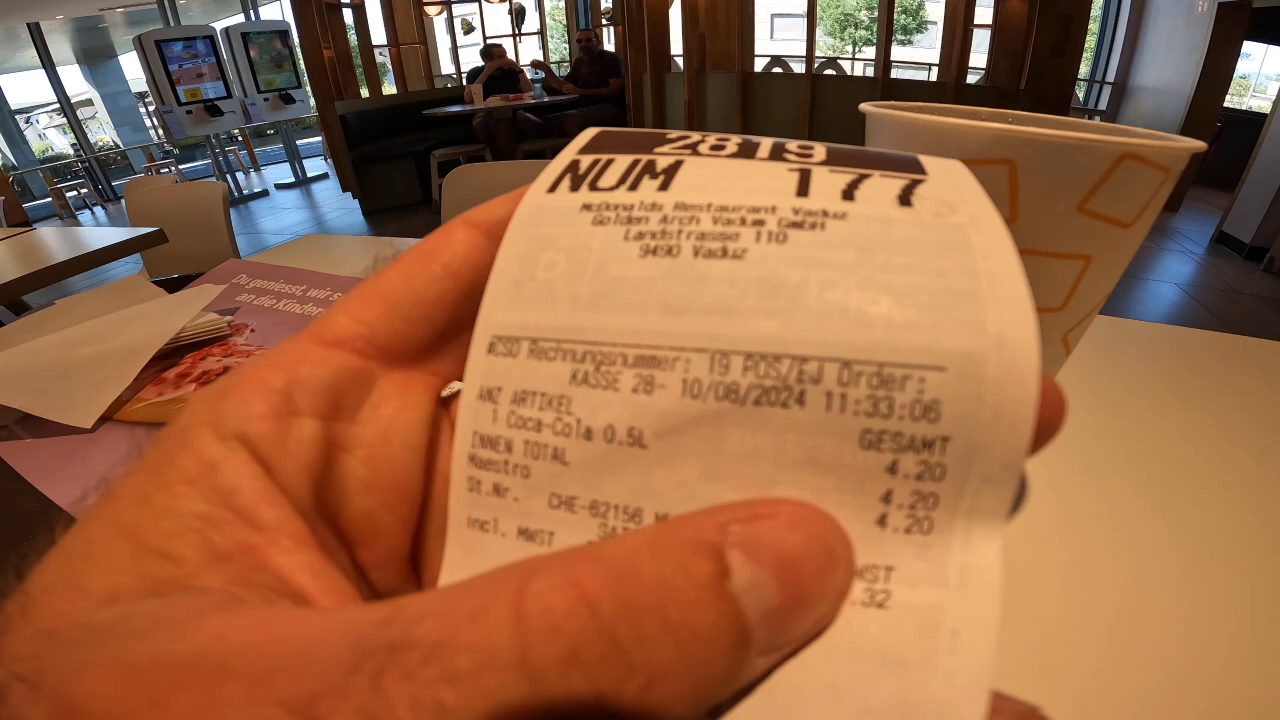 2819
NUM 177
McDonalds Restaurant Vaduz
Golden Arch Vaduz GmbH
Landstrasse 110
9490 Vaduz
#CSO Rechnungsnummer: 19 POS/EJ Order:
KASSE 28- 10/08/2024 11:33:06
ANZ ARTIKEL GESAMT
1 Coca-Cola 0.5L 4.20
INNEN TOTAL 4.20
Maestro 4.20
St.Nr. CHE-62156
incl. MWST
.32
Du geniesst, wir s
an die Kinder